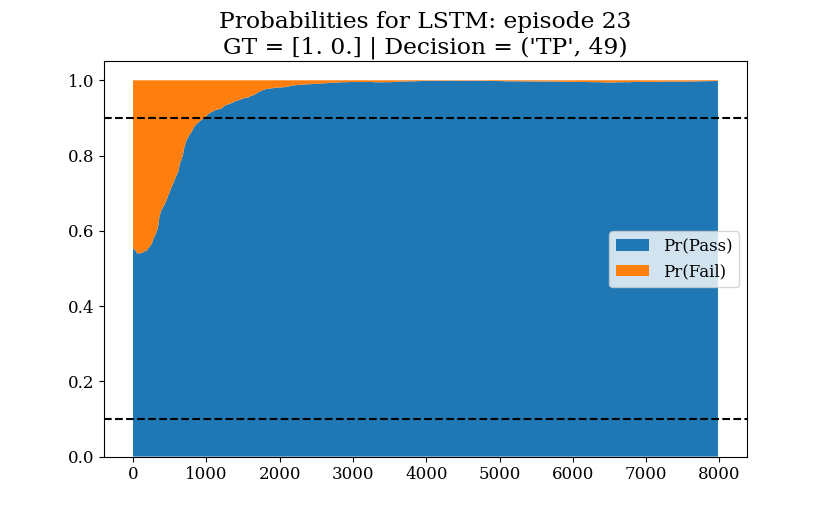 Probabilities for LSTM: episode 23
GT = [1. 0.] | Decision = ('TP', 49)
1.0
0.8
0.6
0.4
0.2
0.0
Pr(Pass)
Pr(Fail)
0 1000 2000 3000 4000 5000 6000 7000 8000